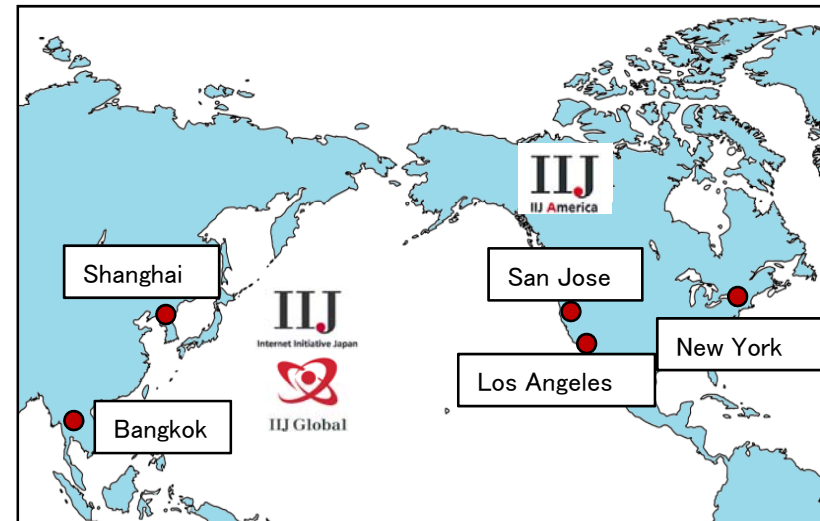 IIJ
IIJ America
Shanghai
San Jose
IIJ
Internet Initiative Japan
New York
Los Angeles
IIJ Global
Bangkok